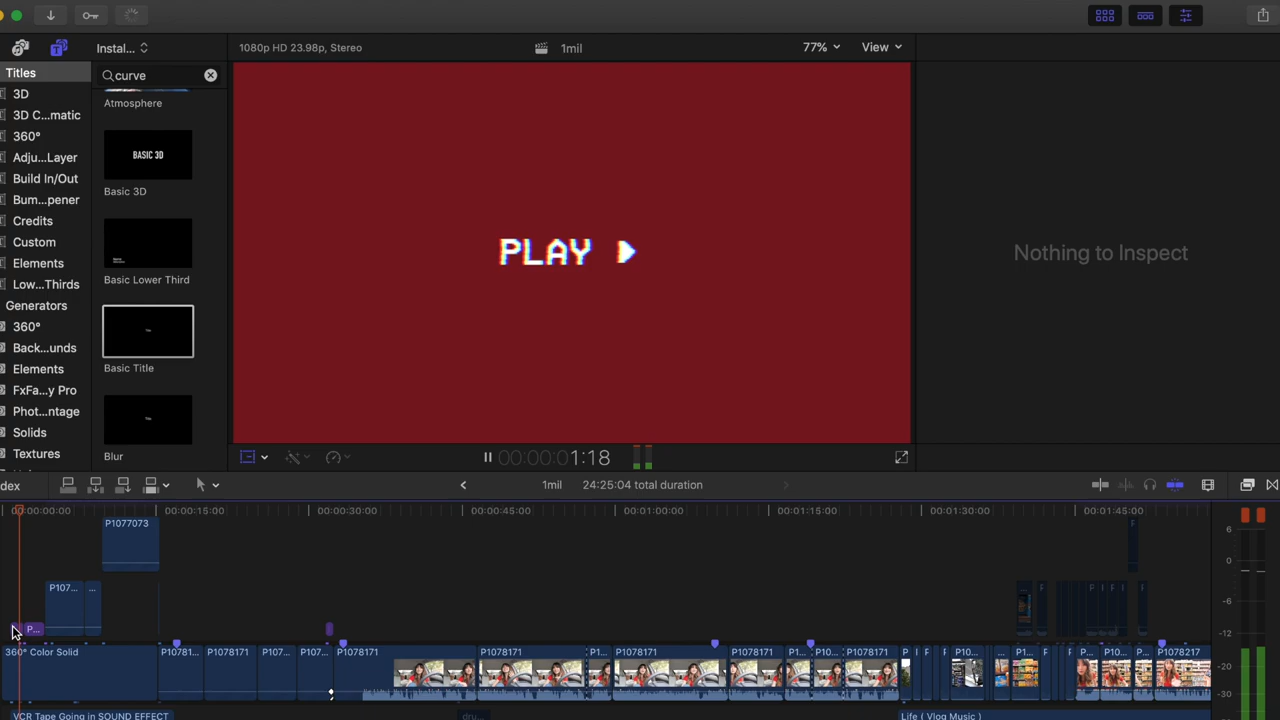 Instal...
1080p HD 23.98p, Stereo
1mil
77%
View
Titles
curve
3D
3D C...matic
360°
Adju...Layer
Build In/Out
Bum...pener
Credits
Custom
Elements
Low...Thirds
Generators
360°
Back...unds
Elements
FxFa...y Pro
Phot...ntage
Solids
Textures
Atmosphere
BASIC 3D
Basic 3D
Basic Lower Third
Basic Title
Blur
PLAY
Nothing to Inspect
00:00:00:01:18
dex
1mil
24:25:04 total duration
00:00:00:00
00:00:15:00
00:00:30:00
00:00:45:00
00:01:00:00
00:01:15:00
00:01:30:00
00:01:45:00
P1077073
P107...
...
P...
6
0
-6
-12
-20
-30
360° Color Solid
P10781...
P1078171
P107...
P107...
P1078171
P1078171
P1...
P1078171
P1078171
P1...
P10...
P1078171
P
P
P
P
P10...
...
P1...
P
P
P...
P10...
P...
P1078217
VCR Tape Going in SOUND EFFECT
Life ( Vlog Music )